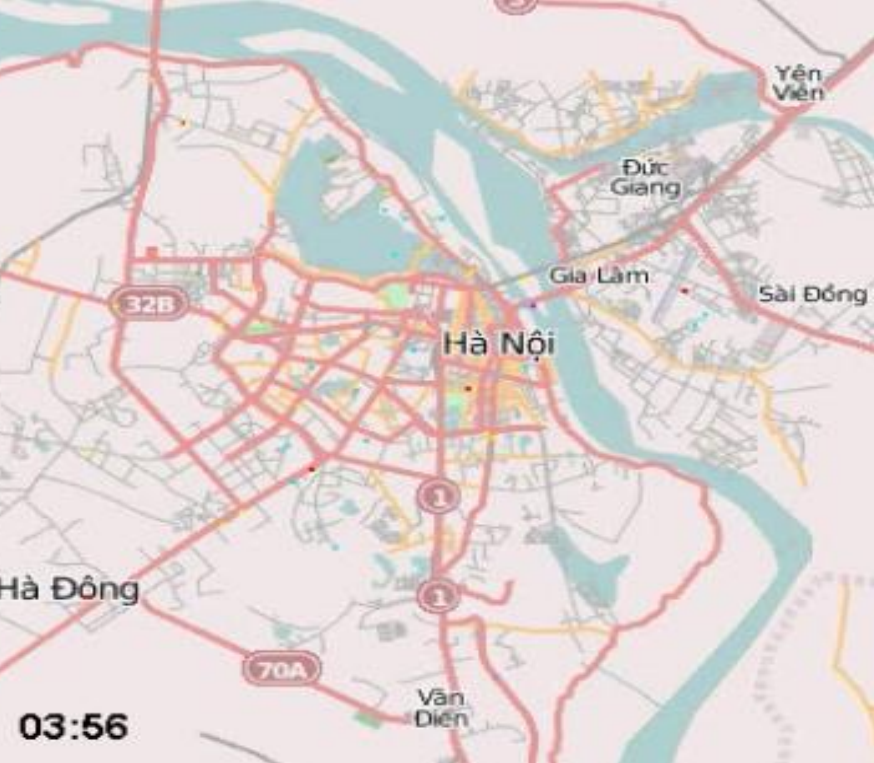 Yên
Viên
Đức
Giang
Gia Lâm
Sài Đồng
32B
Hà Nội
1
Hà Đông
1
70A
Văn
Điển
03:56